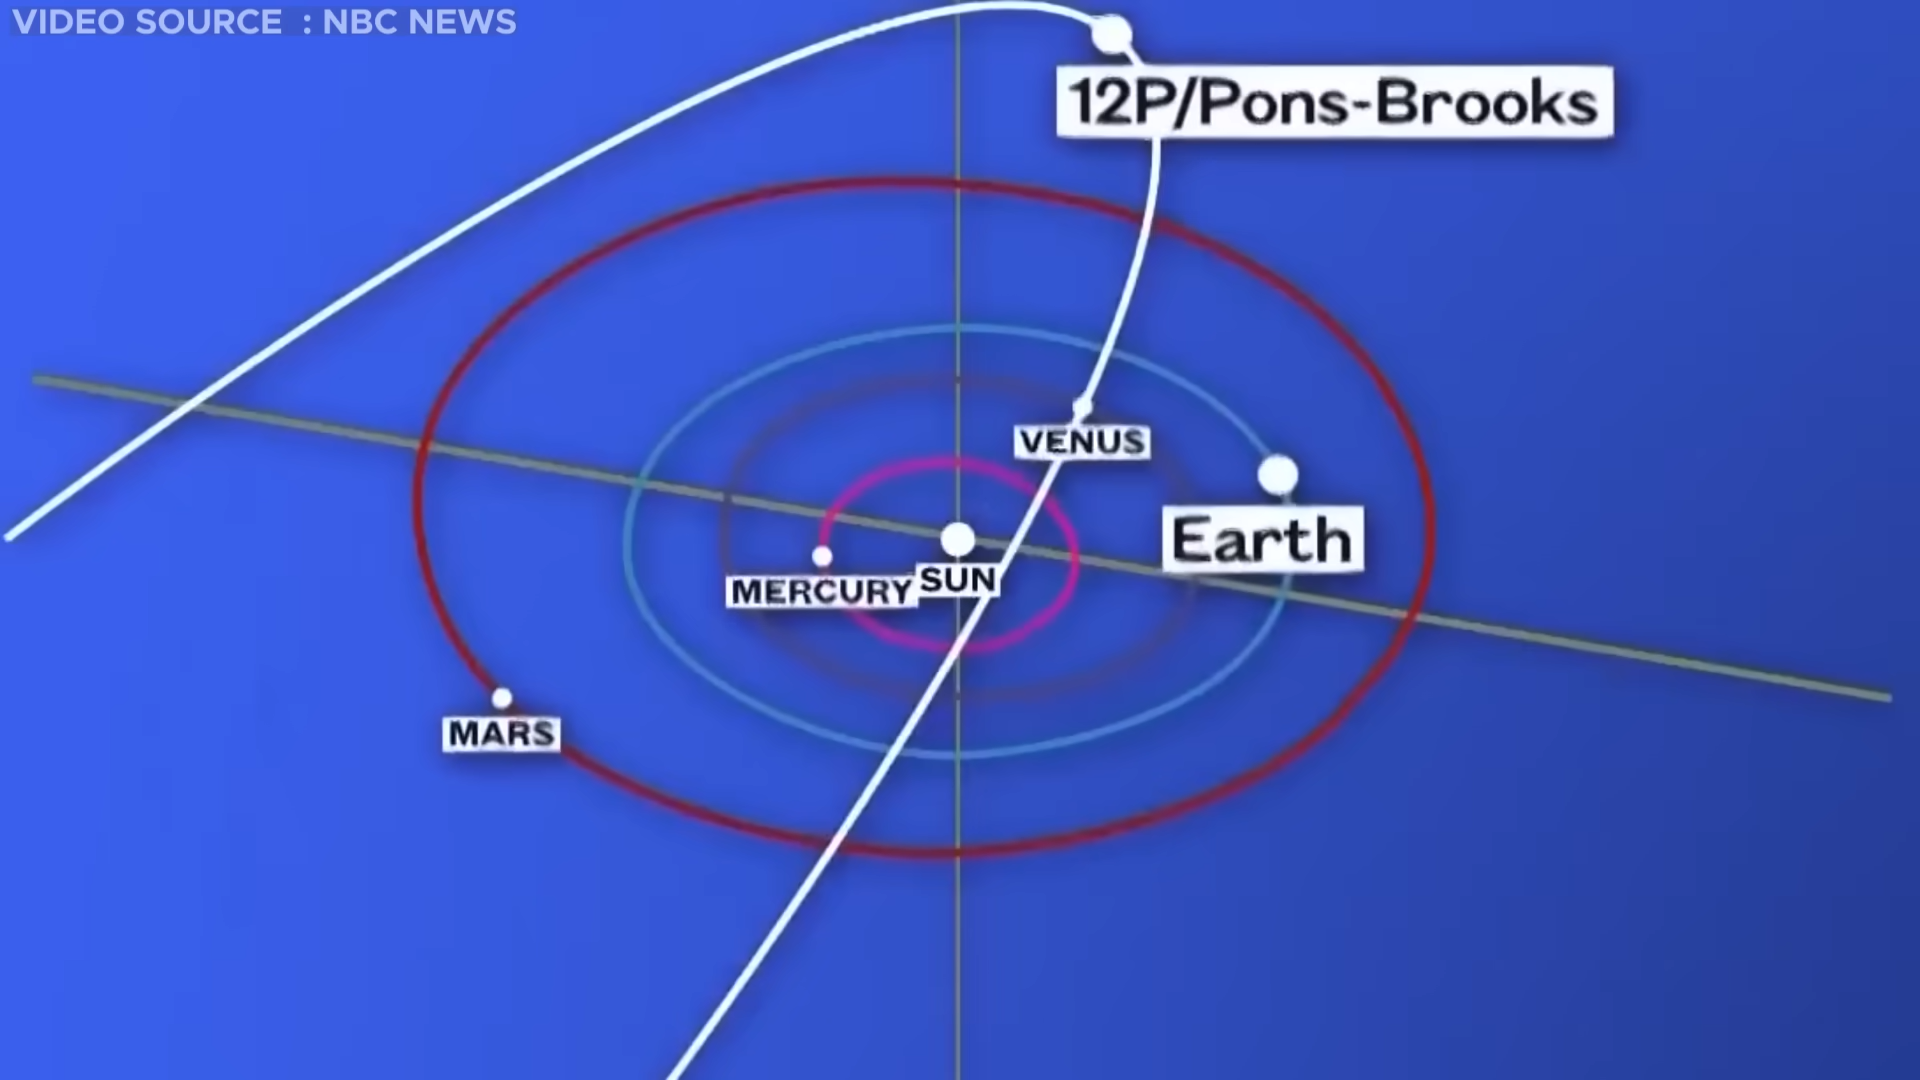 VIDEO SOURCE : NBC NEWS
12P/Pons-Brooks
VENUS
Earth
SUN
MERCURY
MARS